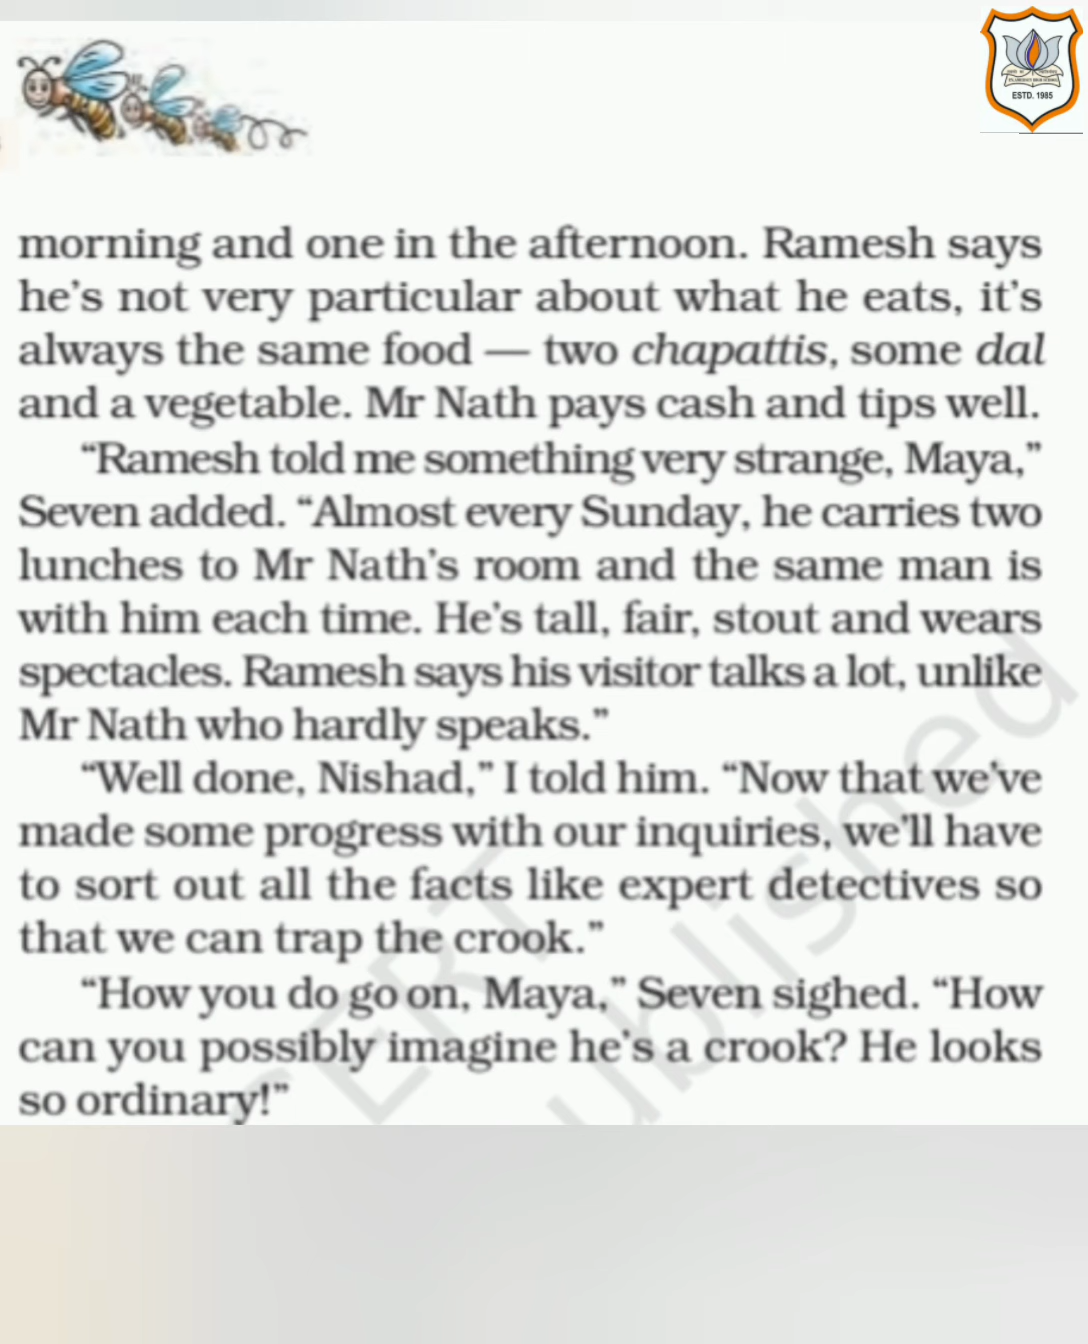 ESTD. 1985
morning and one in the afternoon. Ramesh says
he's not very particular about what he eats, it's
always the same food — two chapattis, some dal
and a vegetable. Mr Nath pays cash and tips well.
“Ramesh told me something very strange, Maya,”
Seven added. “Almost every Sunday, he carries two
lunches to Mr Nath's room and the same man is
with him each time. He's tall, fair, stout and wears
spectacles. Ramesh says his visitor talks a lot, unlike
Mr Nath who hardly speaks.”
“Well done, Nishad,” I told him. “Now that we've
made some progress with our inquiries, we'll have
to sort out all the facts like expert detectives so
that we can trap the crook.”
“How you do go on, Maya,” Seven sighed. “How
can you possibly imagine he's a crook? He looks
so ordinary!”